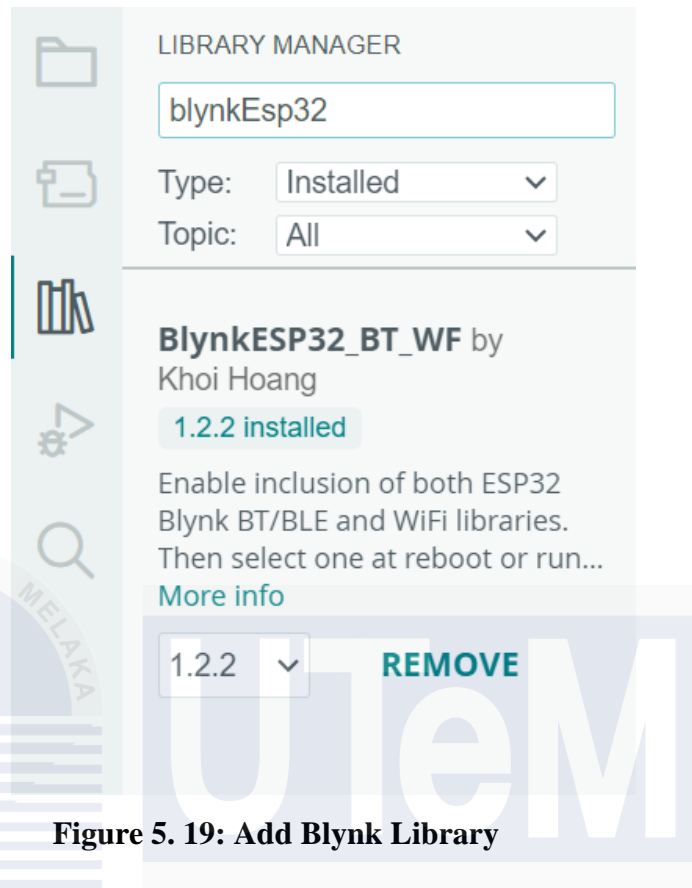 LIBRARY MANAGER
blynkEsp32
Type: Installed
Topic: All
BlynkESP32_BT_WF by
Khoi Hoang
1.2.2 installed
Enable inclusion of both ESP32
Blynk BT/BLE and WiFi libraries.
Then select one at reboot or run...
More info
1.2.2 REMOVE
MELAKA
UTeM
Figure 5. 19: Add Blynk Library